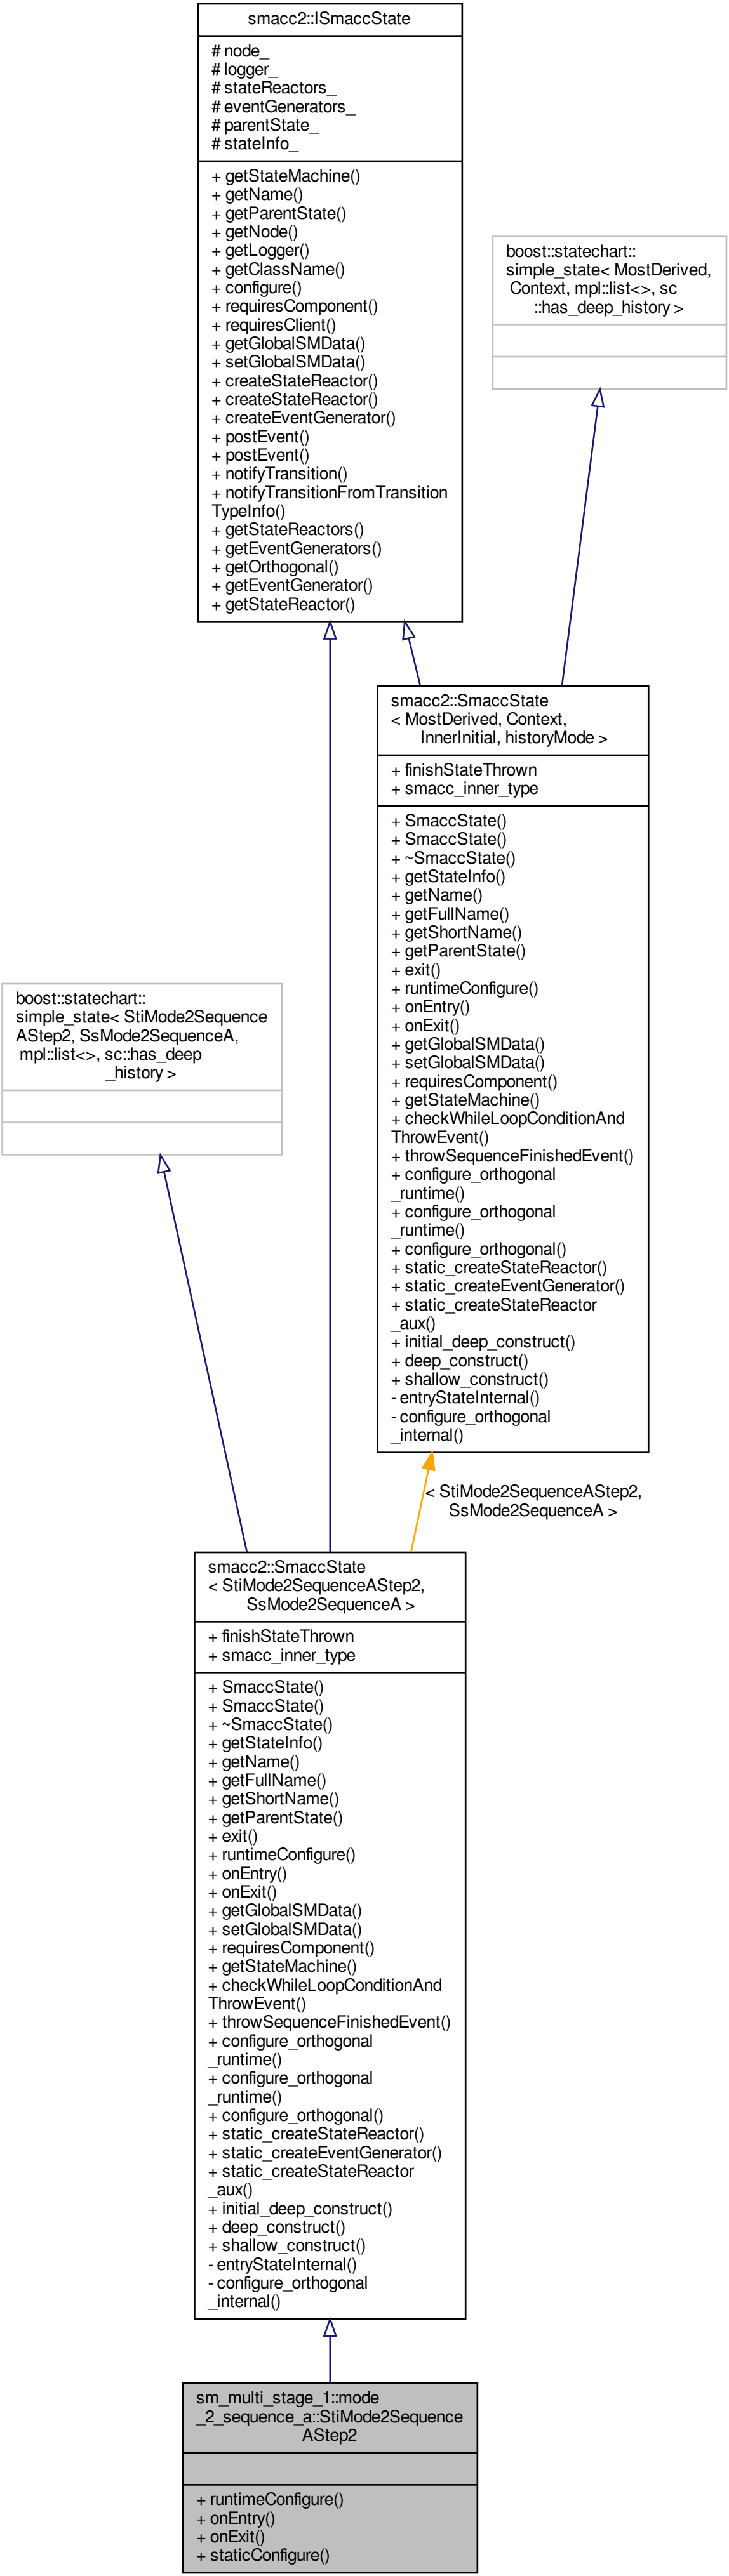 smacc2::ISmaccState
# node_
# logger_
# stateReactors_
# eventGenerators_
# parentState_
# stateInfo_
+ getStateMachine()
+ getName()
+ getParentState()
+ getNode()
+ getLogger()
+ getClassName()
+ configure()
+ requiresComponent()
+ requiresClient()
+ getGlobalSMData()
+ setGlobalSMData()
+ createStateReactor()
+ createStateReactor()
+ createEventGenerator()
+ postEvent()
+ postEvent()
+ notifyTransition()
+ notifyTransitionFromTransition
TypeInfo()
+ getStateReactors()
+ getEventGenerators()
+ getOrthogonal()
+ getEventGenerator()
+ getStateReactor()
boost::statechart::
simple_state< MostDerived,
Context, mpl::list<>, sc
::has_deep_history >
smacc2::SmaccState
< MostDerived, Context,
InnerInitial, historyMode >
+ finishStateThrown
+ smacc_inner_type
+ SmaccState()
+ SmaccState()
+ ~SmaccState()
+ getStateInfo()
+ getName()
+ getFullName()
+ getShortName()
+ getParentState()
+ exit()
+ runtimeConfigure()
+ onEntry()
+ onExit()
+ getGlobalSMData()
+ setGlobalSMData()
+ requiresComponent()
+ getStateMachine()
+ checkWhileLoopConditionAnd
ThrowEvent()
+ throwSequenceFinishedEvent()
+ configure_orthogonal
_runtime()
+ configure_orthogonal
_runtime()
+ configure_orthogonal()
+ static_createStateReactor()
+ static_createEventGenerator()
+ static_createStateReactor
_aux()
+ initial_deep_construct()
+ deep_construct()
+ shallow_construct()
- entryStateInternal()
- configure_orthogonal
_internal()
boost::statechart::
simple_state< StiMode2Sequence
AStep2, SsMode2SequenceA,
mpl::list<>, sc::has_deep
_history >
< StiMode2SequenceAStep2,
SsMode2SequenceA >
smacc2::SmaccState
< StiMode2SequenceAStep2,
SsMode2SequenceA >
+ finishStateThrown
+ smacc_inner_type
+ SmaccState()
+ SmaccState()
+ ~SmaccState()
+ getStateInfo()
+ getName()
+ getFullName()
+ getShortName()
+ getParentState()
+ exit()
+ runtimeConfigure()
+ onEntry()
+ onExit()
+ getGlobalSMData()
+ setGlobalSMData()
+ requiresComponent()
+ getStateMachine()
+ checkWhileLoopConditionAnd
ThrowEvent()
+ throwSequenceFinishedEvent()
+ configure_orthogonal
_runtime()
+ configure_orthogonal
_runtime()
+ configure_orthogonal()
+ static_createStateReactor()
+ static_createEventGenerator()
+ static_createStateReactor
_aux()
+ initial_deep_construct()
+ deep_construct()
+ shallow_construct()
- entryStateInternal()
- configure_orthogonal
_internal()
sm_multi_stage_1::mode
_2_sequence_a::StiMode2Sequence
AStep2
+ runtimeConfigure()
+ onEntry()
+ onExit()
+ staticConfigure()